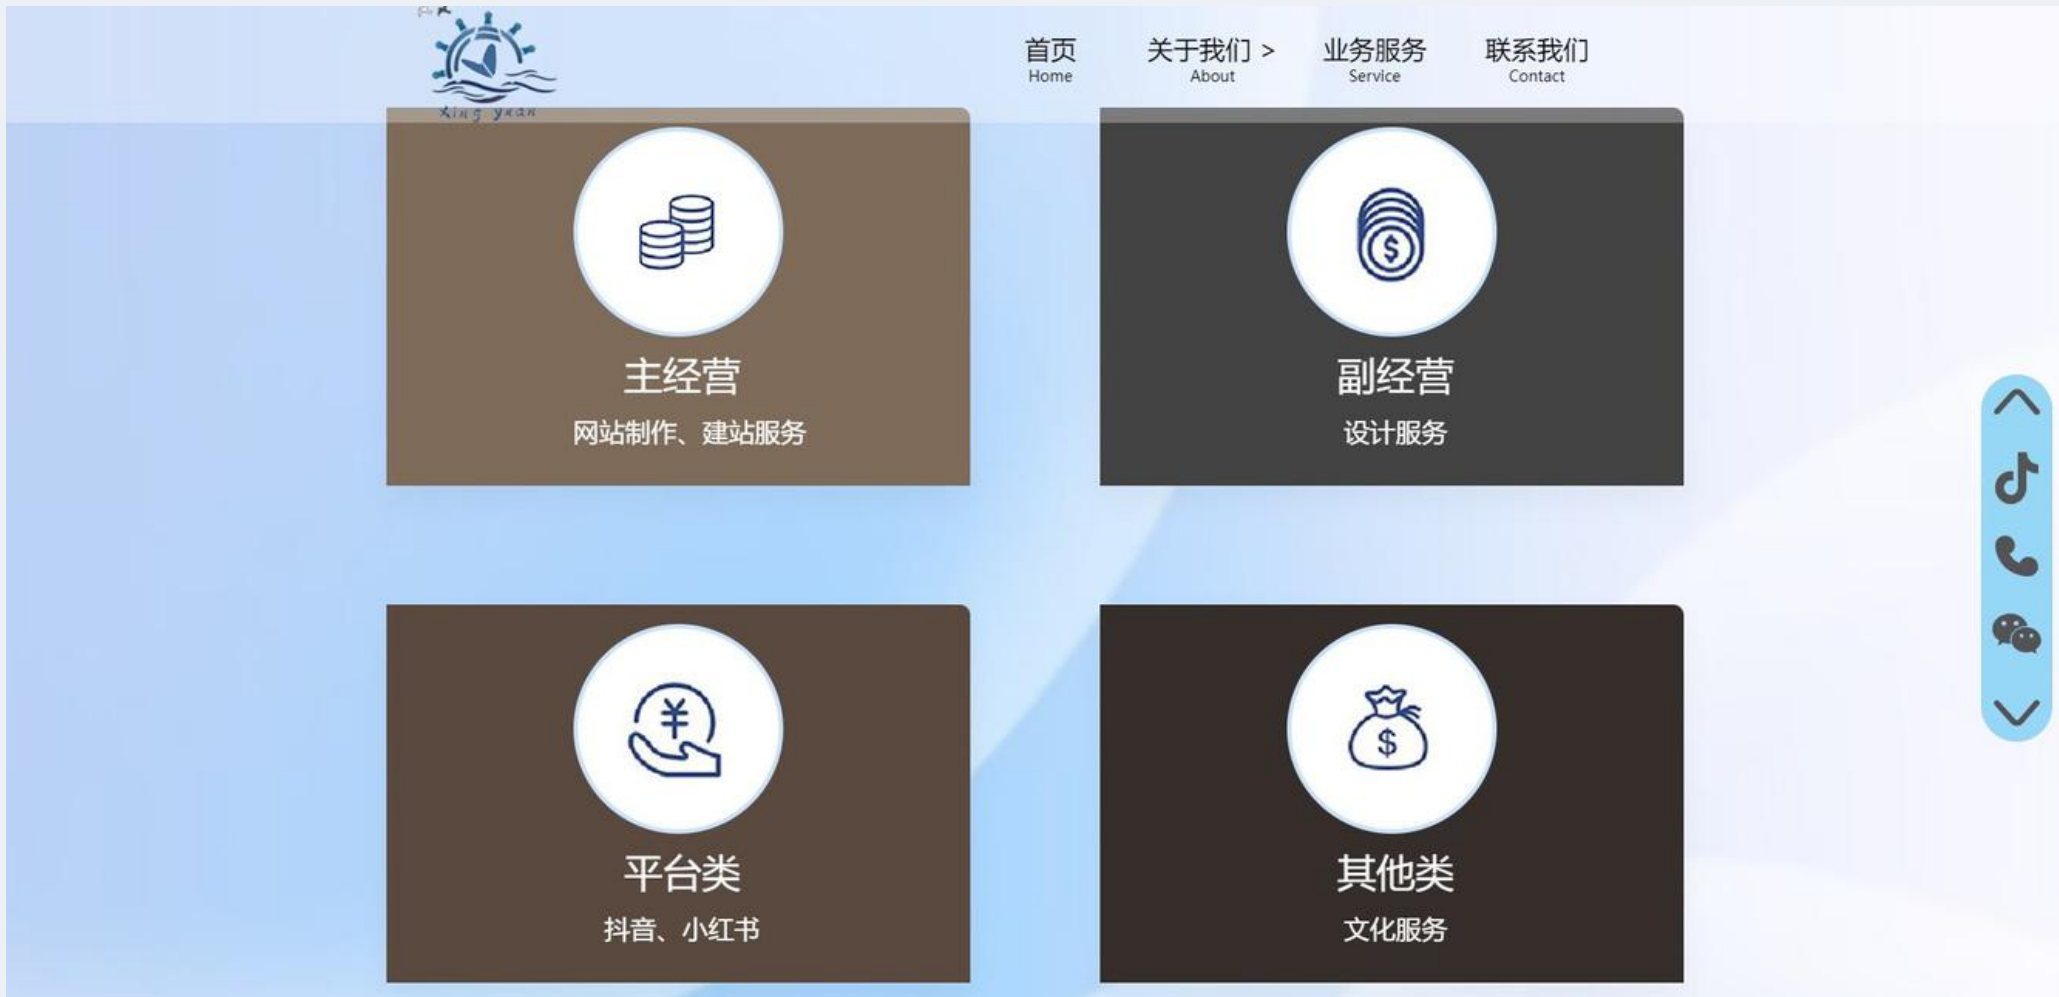 首页
Home
关于我们 >
About
业务服务
Service
联系我们
Contact
Xing yuan
主经营
网站制作、建站服务
副经营
设计服务
平台类
抖音、小红书
其他类
文化服务